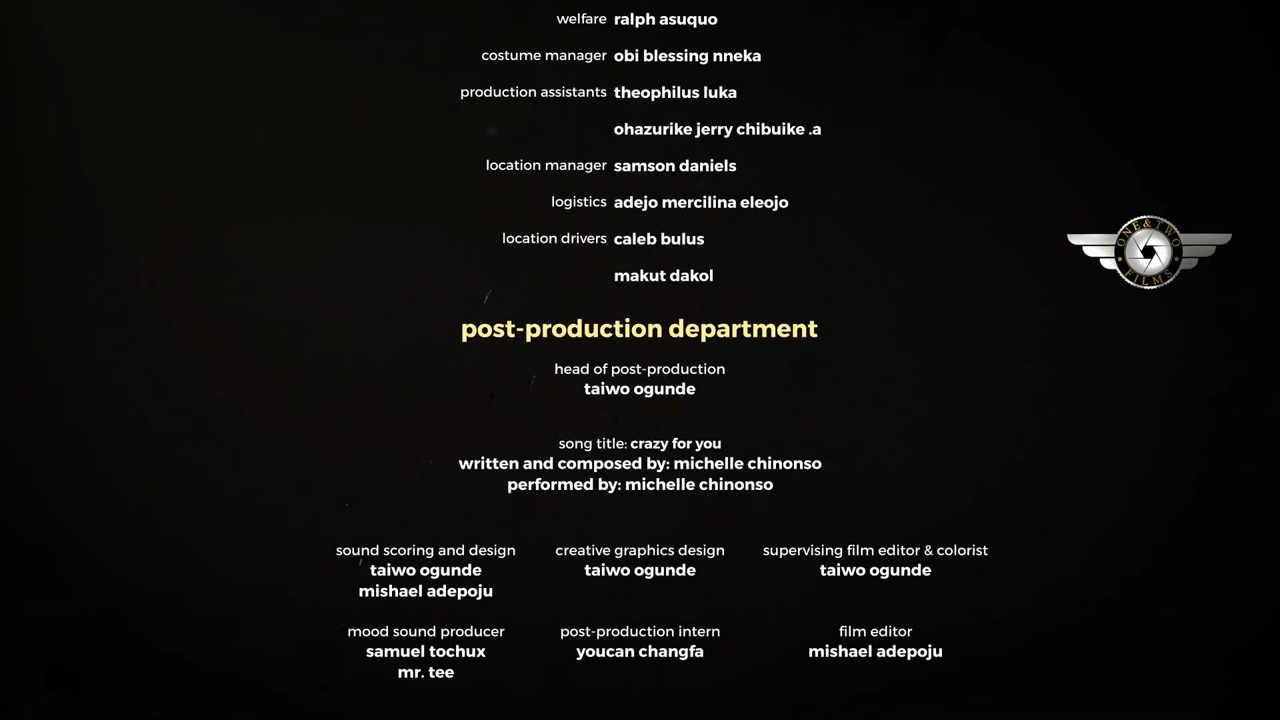 welfare ralph asuquo
costume manager obi blessing nneka
production assistants theophilus luka
ohazurike jerry chibuike .a
location manager samson daniels
logistics adejo mercilina eleojo
location drivers caleb bulus
makut dakol
ONE&TWO
FILMS
post-production department
head of post-production
taiwo ogunde
song title: crazy for you
written and composed by: michelle chinonso
performed by: michelle chinonso
sound scoring and design
taiwo ogunde
mishael adepoju
creative graphics design
taiwo ogunde
supervising film editor & colorist
taiwo ogunde
mood sound producer
samuel tochux
mr. tee
post-production intern
youcan changfa
film editor
mishael adepoju